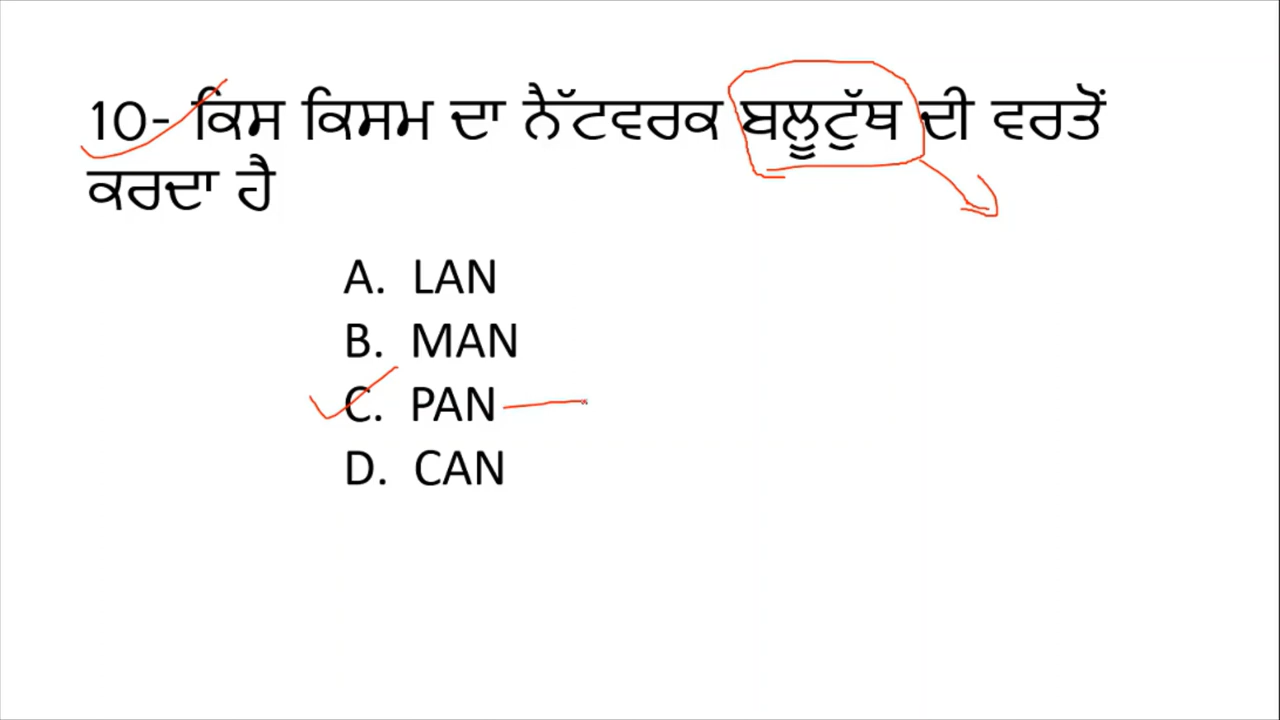 10- ਕਿਸ ਕਿਸਮ ਦਾ ਨੈੱਟਵਰਕ ਬਲੂਟੁੱਥ ਦੀ ਵਰਤੋਂ
ਕਰਦਾ ਹੈ
A. LAN
B. MAN
C. PAN
D. CAN